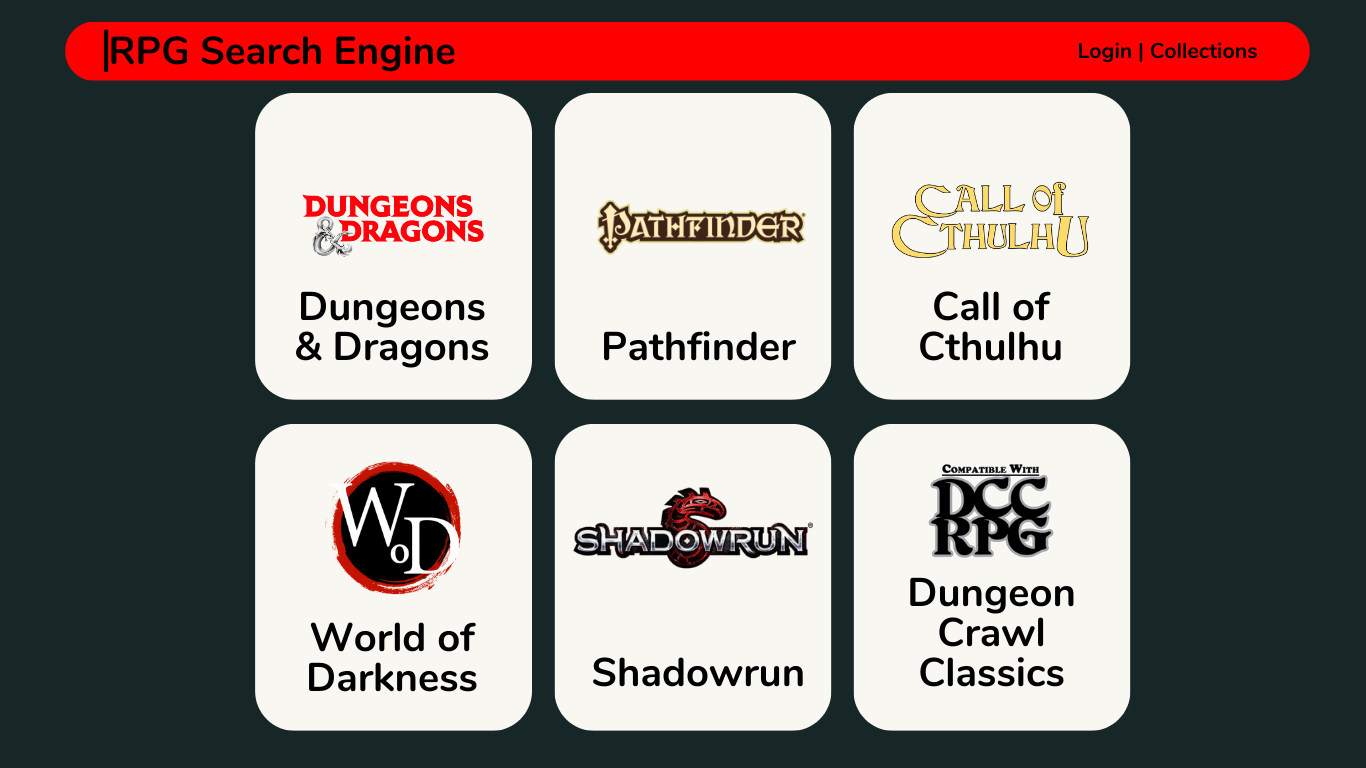 RPG Search Engine
Login | Collections
DUNGEONS
& DRAGONS
Dungeons
& Dragons
PATHFINDER
Pathfinder
CALL of
CTHULHU
Call of
Cthulhu
WoD
World of
Darkness
SHADOWRUN®
Shadowrun
COMPATIBLE WITH
DCC
RPG
Dungeon
Crawl
Classics